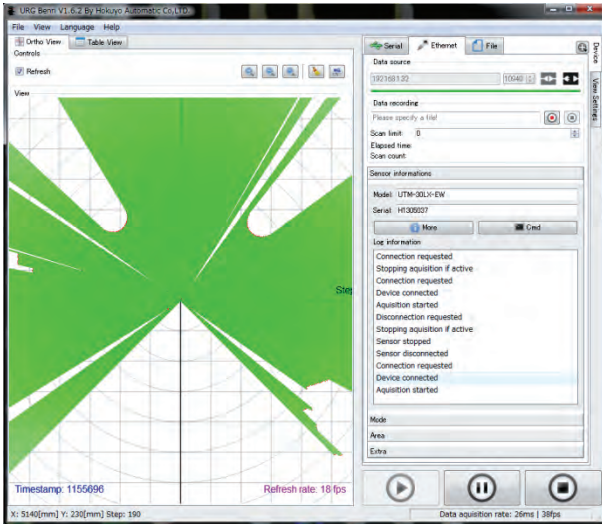 URG Benri V1.6.2 By Hokuyo Automatic Co,LTD.
File View Language Help
Ortho View
Table View
Controls
Refresh
View
Step
Timestamp: 1155696
Refresh rate: 18 fps
X: 5140[mm] Y: 230[mm] Step: 190
Serial
Ethernet
File
Data source
10940
Data recording
Please specify a file!
Scan limit: 0
Elapsed time:
Scan count:
Sensor informations
Model: UTM-30LX-EW
Serial: H1305037
More
Cmd
Log information
Connection requested
Stopping aquisition if active
Connection requested
Device connected
Aquisition started
Disconnection requested
Stopping aquisition if active
Sensor stopped
Sensor disconnected
Connection requested
Device connected
Aquisition started
Mode
Area
Extra
Data aquisition rate: 26ms | 38fps
Device
View Settings